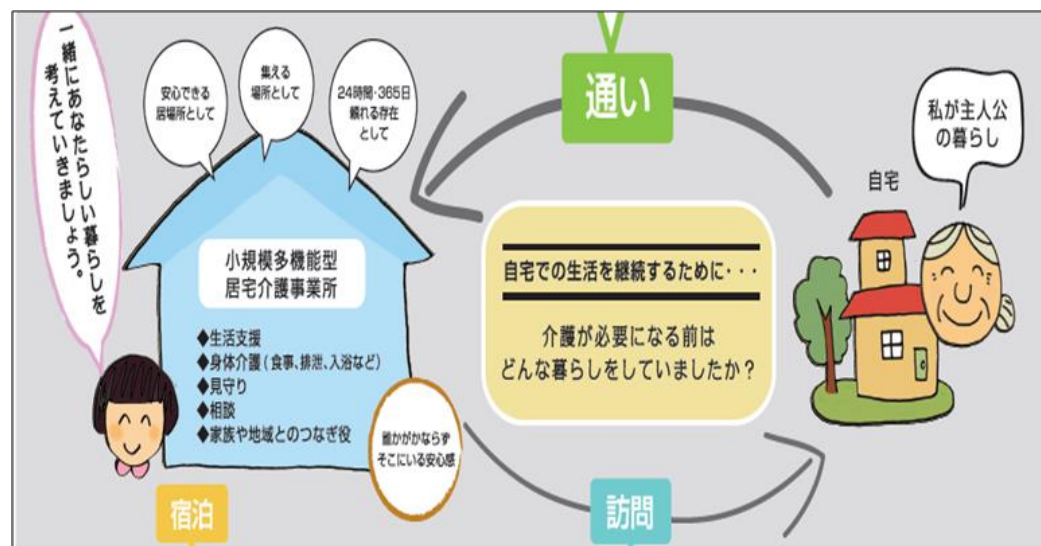 一緒にあなたらしい暮らしを
考えていきましょう。
安心できる
居場所として
集える
場所として
24時間・365日
頼れる存在
として
通い
私が主人公
の暮らし
自宅
小規模多機能型
居宅介護事業所
◆生活支援
◆身体介護(食事、排泄、入浴など)
◆見守り
◆相談
◆家族や地域とのつなぎ役
自宅での生活を継続するために・・・
介護が必要になる前は
どんな暮らしをしていましたか?
誰かがかならず
そこにいる安心感
宿泊
訪問